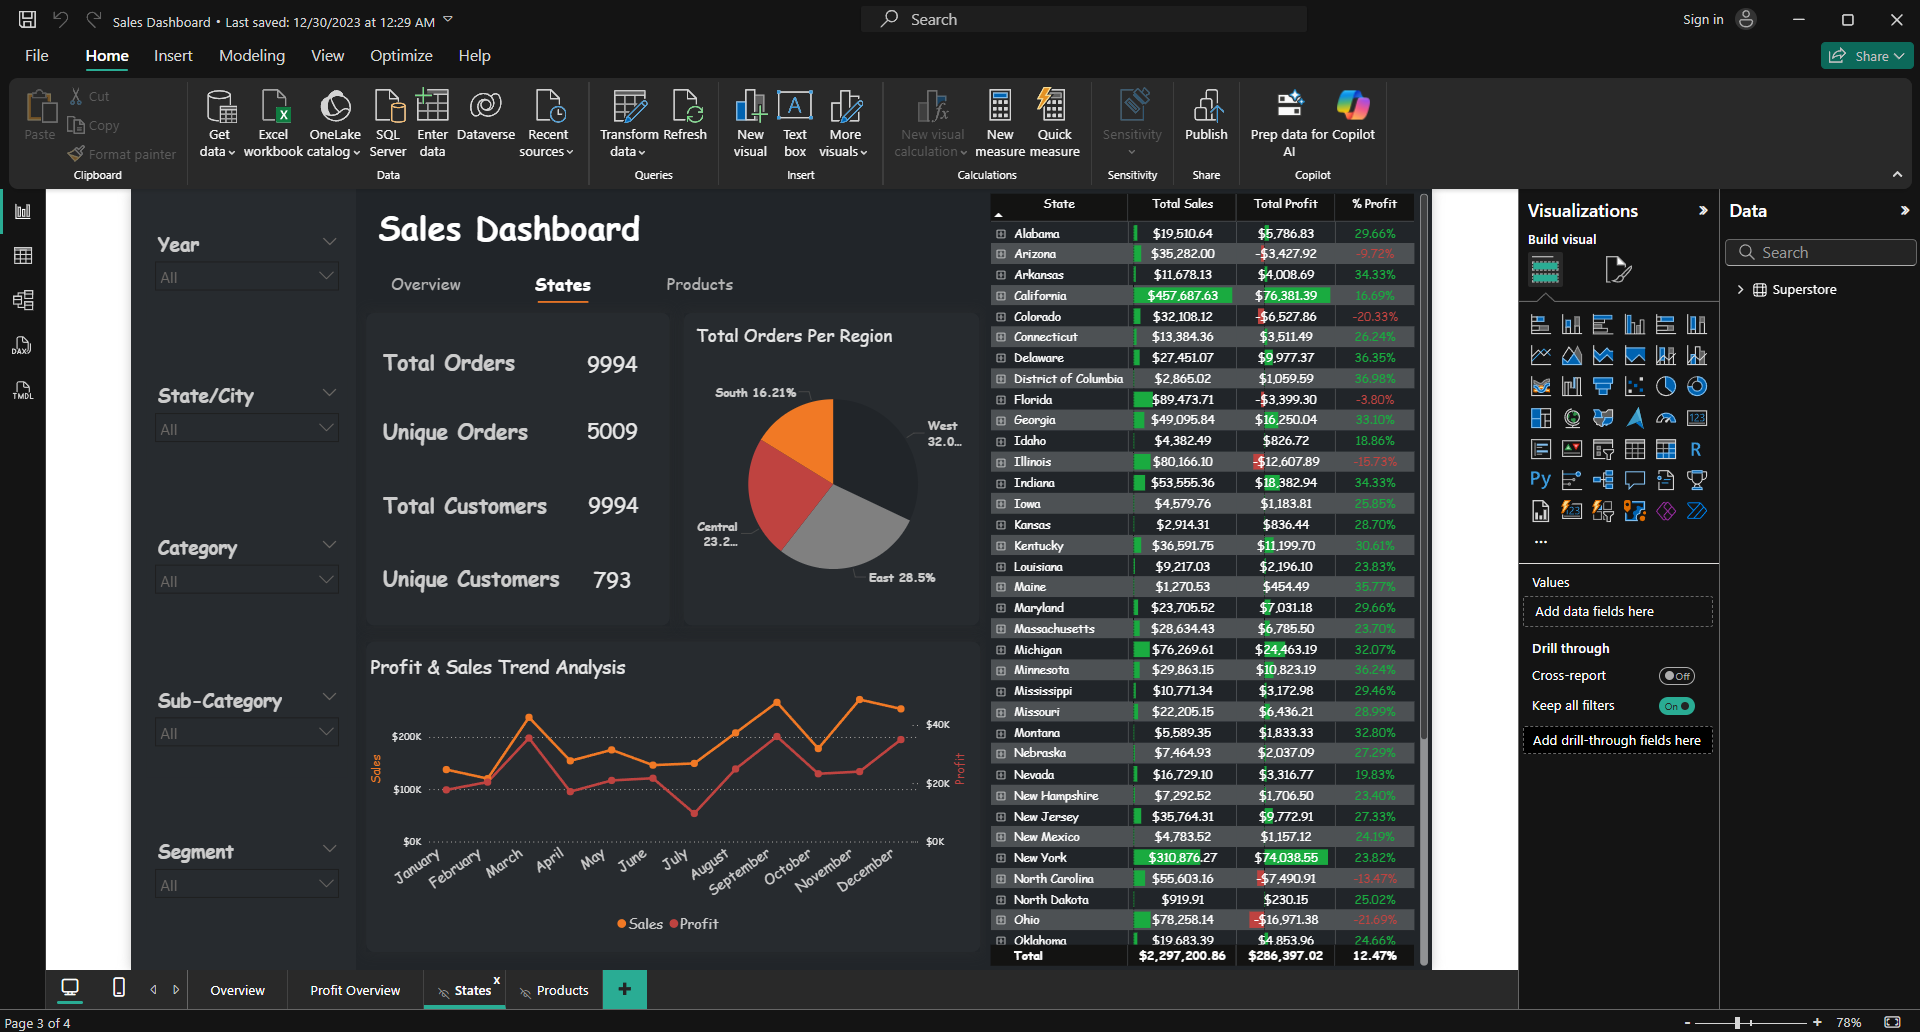 Sales Dashboard • Last saved: 12/30/2023 at 12:29 AM
Search
Sign in
File Home Insert Modeling View Optimize Help
Share
Paste
Cut
Copy
Format painter
Clipboard
Get data
Excel workbook
OneLake catalog
SQL Server
Enter data
Dataverse
Recent sources
Data
Transform data
Refresh
Queries
New visual
Text box
More visuals
Insert
New visual calculation
New measure
Quick measure
Calculations
Sensitivity
Sensitivity
Publish
Share
Prep data for AI
Copilot
Copilot
DAX
TMDL
Year
All
State/City
All
Category
All
Sub-Category
All
Segment
All
Sales Dashboard
Overview States Products
Total Orders 9994
Unique Orders 5009
Total Customers 9994
Unique Customers 793
Total Orders Per Region
South 16.21%
West 32.0...
Central 23.2...
East 28.5%
Profit & Sales Trend Analysis
Sales
$200K
$100K
$0K
$40K
$20K
$0K
Profit
January February March April May June July August September October November December
Sales Profit
State Total Sales Total Profit % Profit
Alabama $19,510.64 $5,786.83 29.66%
Arizona $35,282.00 -$3,427.92 -9.72%
Arkansas $11,678.13 $4,008.69 34.33%
California $457,687.63 $76,381.39 16.69%
Colorado $32,108.12 -$6,527.86 -20.33%
Connecticut $13,384.36 $3,511.49 26.24%
Delaware $27,451.07 $9,977.37 36.35%
District of Columbia $2,865.02 $1,059.59 36.98%
Florida $89,473.71 -$3,399.30 -3.80%
Georgia $49,095.84 $16,250.04 33.10%
Idaho $4,382.49 $826.72 18.86%
Illinois $80,166.10 -$12,607.89 -15.73%
Indiana $53,555.36 $18,382.94 34.33%
Iowa $4,579.76 $1,183.81 25.85%
Kansas $2,914.31 $836.44 28.70%
Kentucky $36,591.75 $11,199.70 30.61%
Louisiana $9,217.03 $2,196.10 23.83%
Maine $1,270.53 $454.49 35.77%
Maryland $23,705.52 $7,031.18 29.66%
Massachusetts $28,634.43 $6,785.50 23.70%
Michigan $76,269.61 $24,463.19 32.07%
Minnesota $29,863.15 $10,823.19 36.24%
Mississippi $10,771.34 $3,172.98 29.46%
Missouri $22,205.15 $6,436.21 28.99%
Montana $5,589.35 $1,833.33 32.80%
Nebraska $7,464.93 $2,037.09 27.29%
Nevada $16,729.10 $3,316.77 19.83%
New Hampshire $7,292.52 $1,706.50 23.40%
New Jersey $35,764.31 $9,772.91 27.33%
New Mexico $4,783.52 $1,157.12 24.19%
New York $310,876.27 $74,038.55 23.82%
North Carolina $55,603.16 -$7,490.91 -13.47%
North Dakota $919.91 $230.15 25.02%
Ohio $78,258.14 -$16,971.38 -21.69%
Oklahoma $19,683.39 $4,853.96 24.66%
Total $2,297,200.86 $286,397.02 12.47%
Visualizations
Build visual
123
R
Py
123
...
Values
Add data fields here
Drill through
Cross-report Off
Keep all filters On
Add drill-through fields here
Data
Search
Superstore
Overview Profit Overview States x Products +
Page 3 of 4
- + 78%